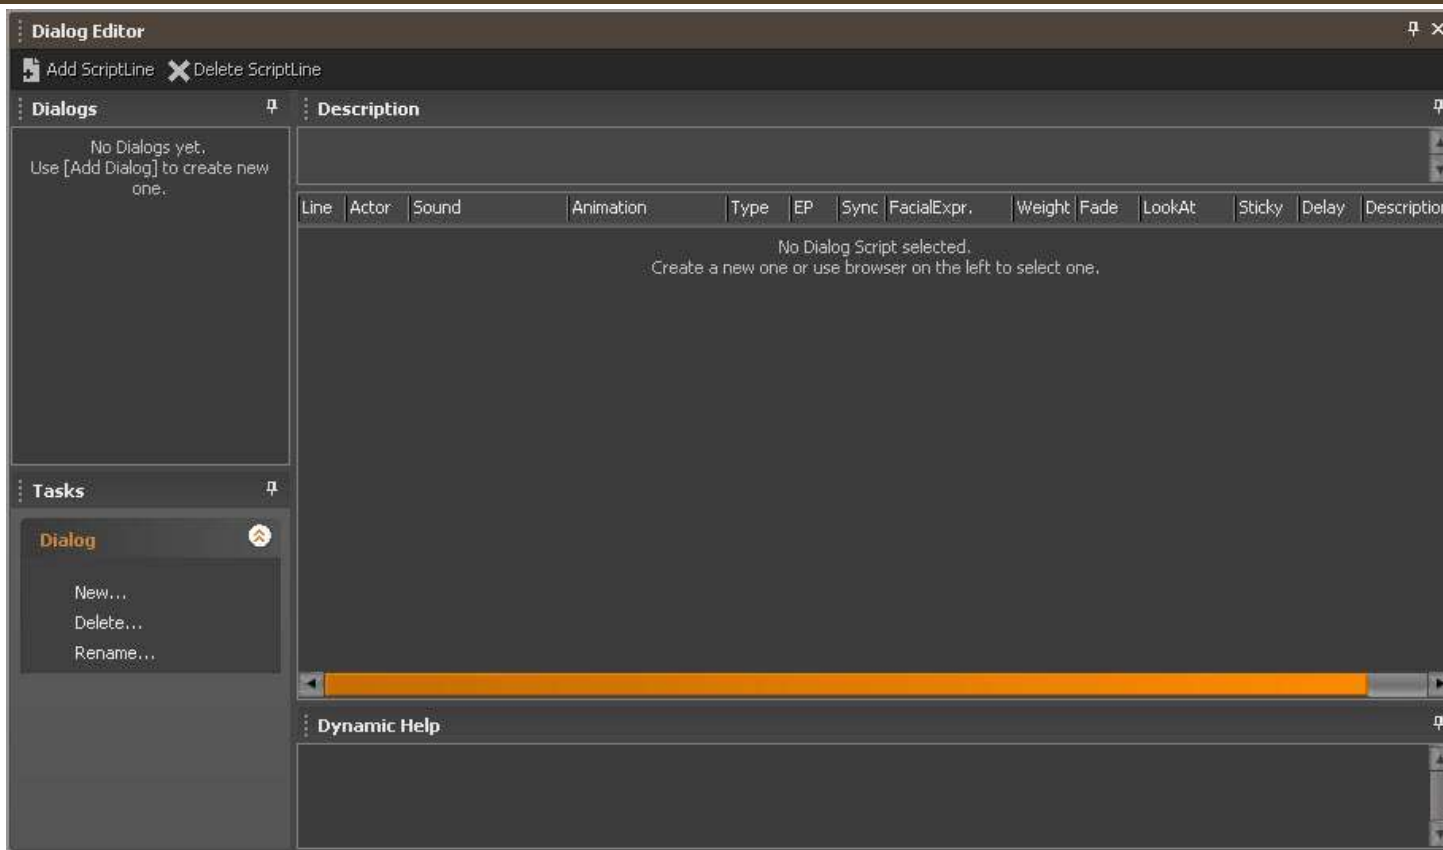 Dialog Editor
Add ScriptLine Delete ScriptLine
Dialogs
No Dialogs yet.
Use [Add Dialog] to create new
one.
Tasks
Dialog
New...
Delete...
Rename...
Description
Line Actor Sound Animation Type EP Sync FacialExpr. Weight Fade LookAt Sticky Delay Description
No Dialog Script selected.
Create a new one or use browser on the left to select one.
Dynamic Help